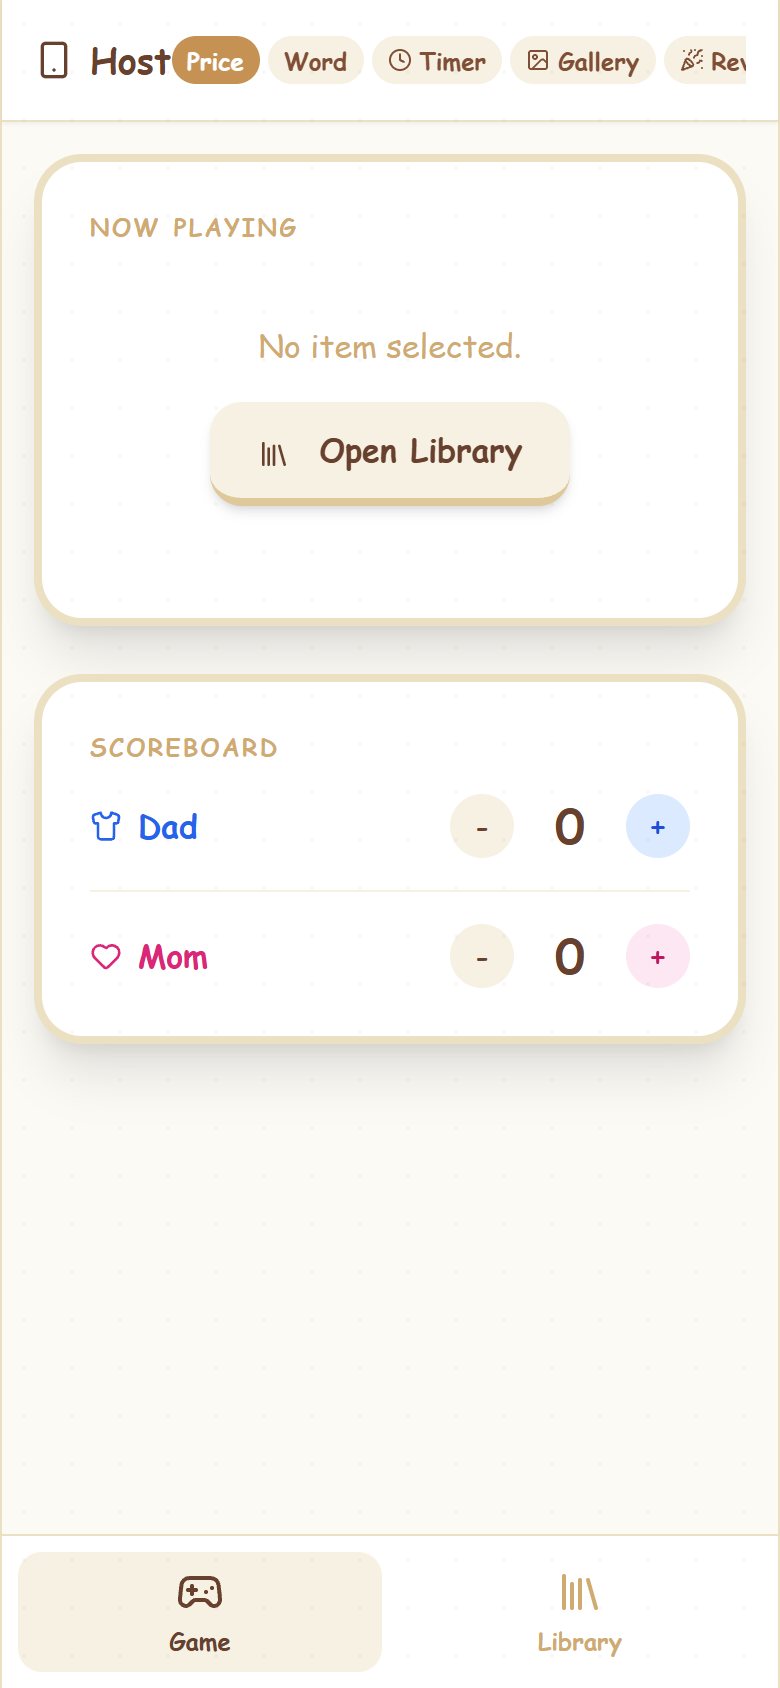 Host Price Word Timer Gallery Rev
NOW PLAYING
No item selected.
Open Library
SCOREBOARD
Dad - 0 +
Mom - 0 +
Game Library